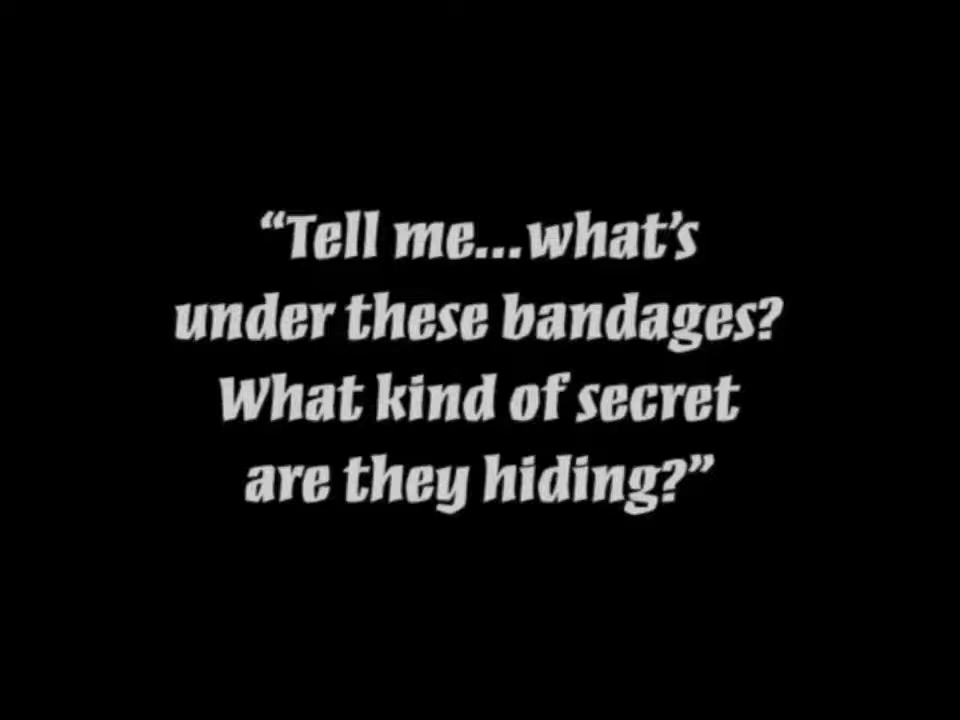 “Tell me...what’s
under these bandages?
What kind of secret
are they hiding?”